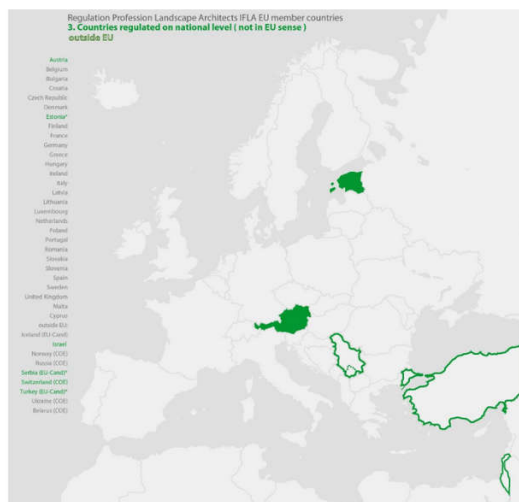 Regulation Profession Landscape Architects IFLA EU member countries
3. Countries regulated on national level ( not in EU sense )
outside EU
Austria
Belgium
Bulgaria
Croatia
Czech Republic
Denmark
Estonia*
Finland
France
Germany
Greece
Hungary
Ireland
Italy
Latvia
Lithuania
Luxembourg
Netherlands
Poland
Portugal
Romania
Slovakia
Slovenia
Spain
Sweden
United Kingdom
Malta
Cyprus
outside EU
Iceland (EU-Cand)
Israel
Norway (COE)
Russia (COE)
Serbia (EU-Cand)*
Switzerland (COE)
Turkey (EU-Cand)*
Ukraine (COE)
Belarus (COE)